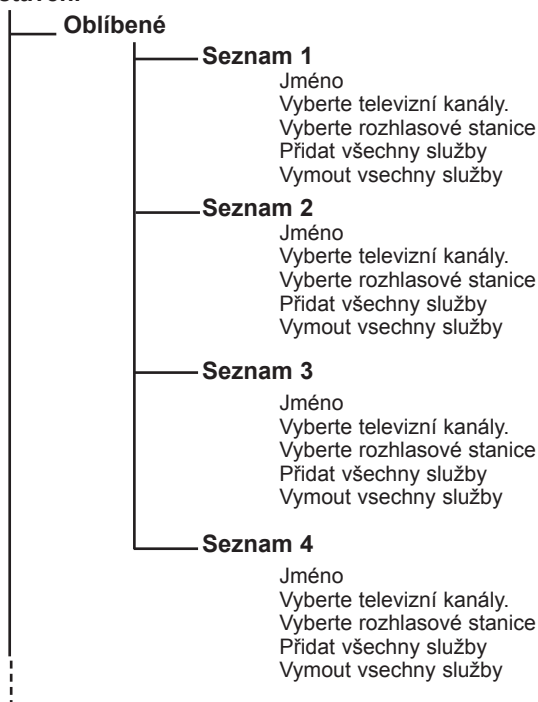 Oblíbené
Seznam 1
Jméno
Vyberte televizní kanály.
Vyberte rozhlasové stanice
Přidat všechny služby
Vymout vsechny služby
Seznam 2
Jméno
Vyberte televizní kanály.
Vyberte rozhlasové stanice
Přidat všechny služby
Vymout vsechny služby
Seznam 3
Jméno
Vyberte televizní kanály.
Vyberte rozhlasové stanice
Přidat všechny služby
Vymout vsechny služby
Seznam 4
Jméno
Vyberte televizní kanály.
Vyberte rozhlasové stanice
Přidat všechny služby
Vymout vsechny služby